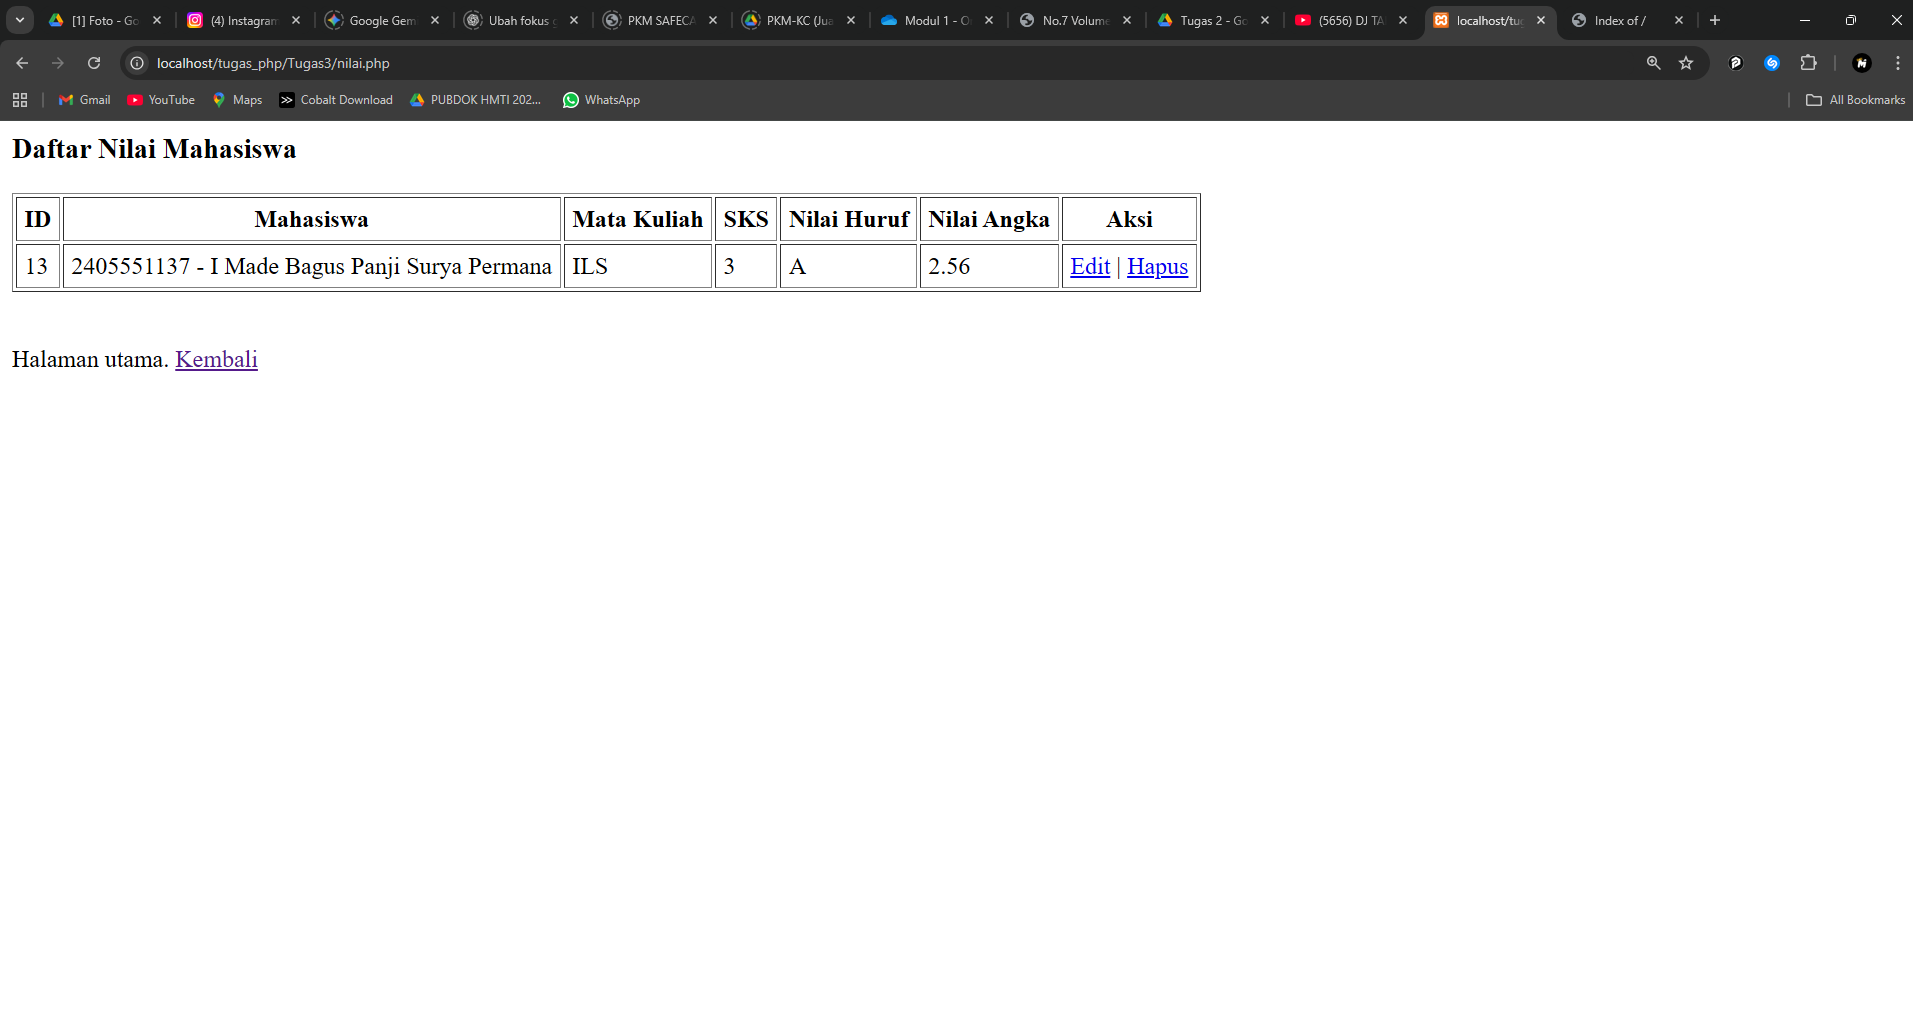 [1] Foto - Go
(4) Instagram
Google Gem
Ubah fokus g
PKM SAFECA
PKM-KC (Jua
Modul 1 - O
No.7 Volume
Tugas 2 - Go
(5656) DJ TA
localhost/tug
Index of /
localhost/tugas_php/Tugas3/nilai.php
Gmail
YouTube
Maps
Cobalt Download
PUBDOK HMTI 202...
WhatsApp
All Bookmarks
Daftar Nilai Mahasiswa
ID Mahasiswa Mata Kuliah SKS Nilai Huruf Nilai Angka Aksi
13 2405551137 - I Made Bagus Panji Surya Permana ILS 3 A 2.56 Edit | Hapus
Halaman utama. Kembali